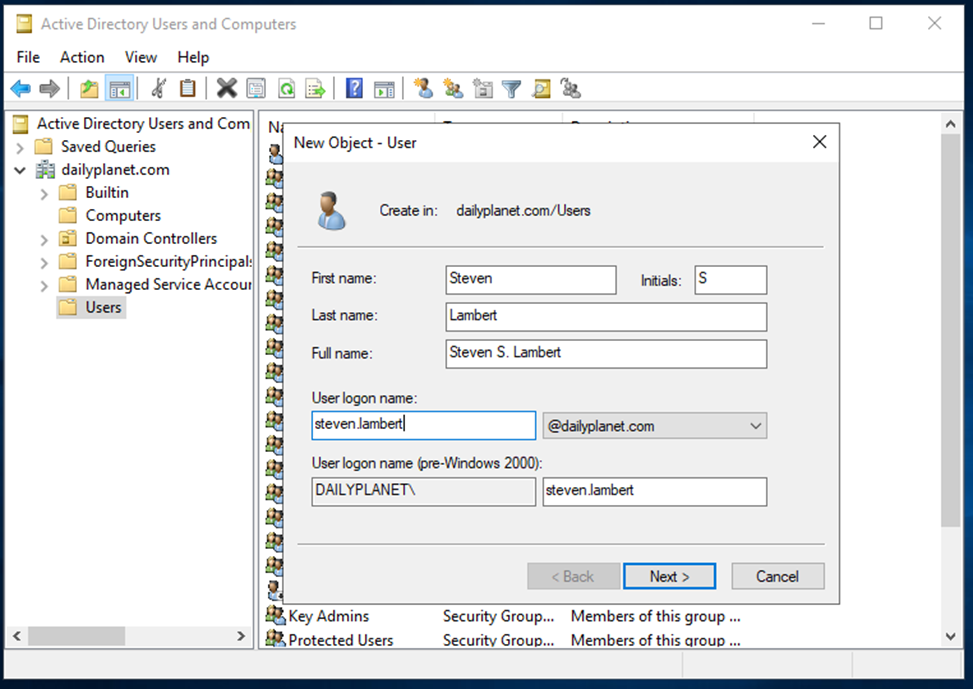 Active Directory Users and Computers
File Action View Help
Active Directory Users and Com
Saved Queries
dailyplanet.com
Builtin
Computers
Domain Controllers
ForeignSecurityPrincipals
Managed Service Accour
Users
New Object - User
Create in: dailyplanet.com/Users
First name: Steven Initials: S
Last name: Lambert
Full name: Steven S. Lambert
User logon name:
steven.lambert @dailyplanet.com
User logon name (pre-Windows 2000):
DAILYPLANET\ steven.lambert
< Back Next > Cancel
Key Admins Security Group... Members of this group ...
Protected Users Security Group... Members of this group ...